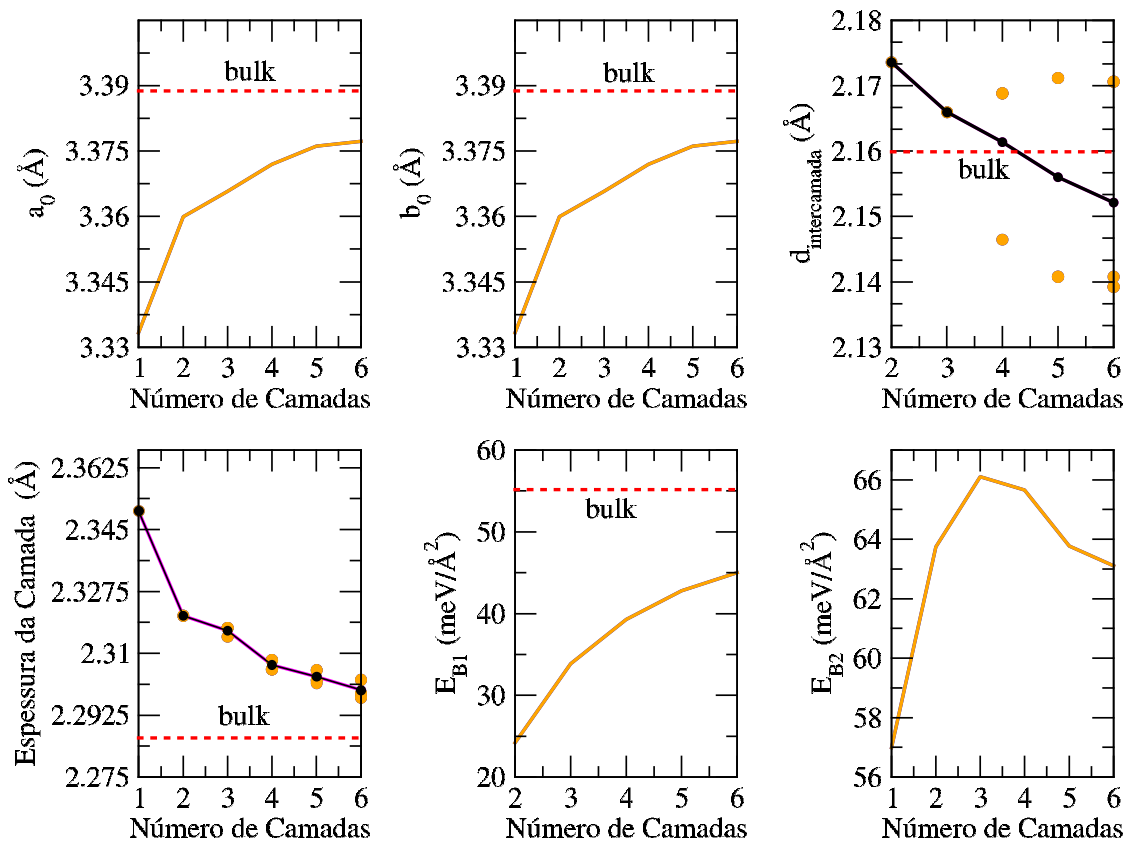 3.39
3.375
3.36
3.345
3.33
a0 (Å)
bulk
1 2 3 4 5 6
Número de Camadas
3.39
3.375
3.36
3.345
3.33
b0 (Å)
bulk
1 2 3 4 5 6
Número de Camadas
2.18
2.17
2.16
2.15
2.14
2.13
dintercamada (Å)
bulk
2 3 4 5 6
Número de Camadas
2.3625
2.345
2.3275
2.31
2.2925
2.275
Espessura da Camada (Å)
bulk
1 2 3 4 5 6
Número de Camadas
60
50
40
30
20
EB1 (meV/Å2)
bulk
2 3 4 5 6
Número de Camadas
66
64
62
60
58
56
EB2 (meV/Å2)
1 2 3 4 5 6
Número de Camadas